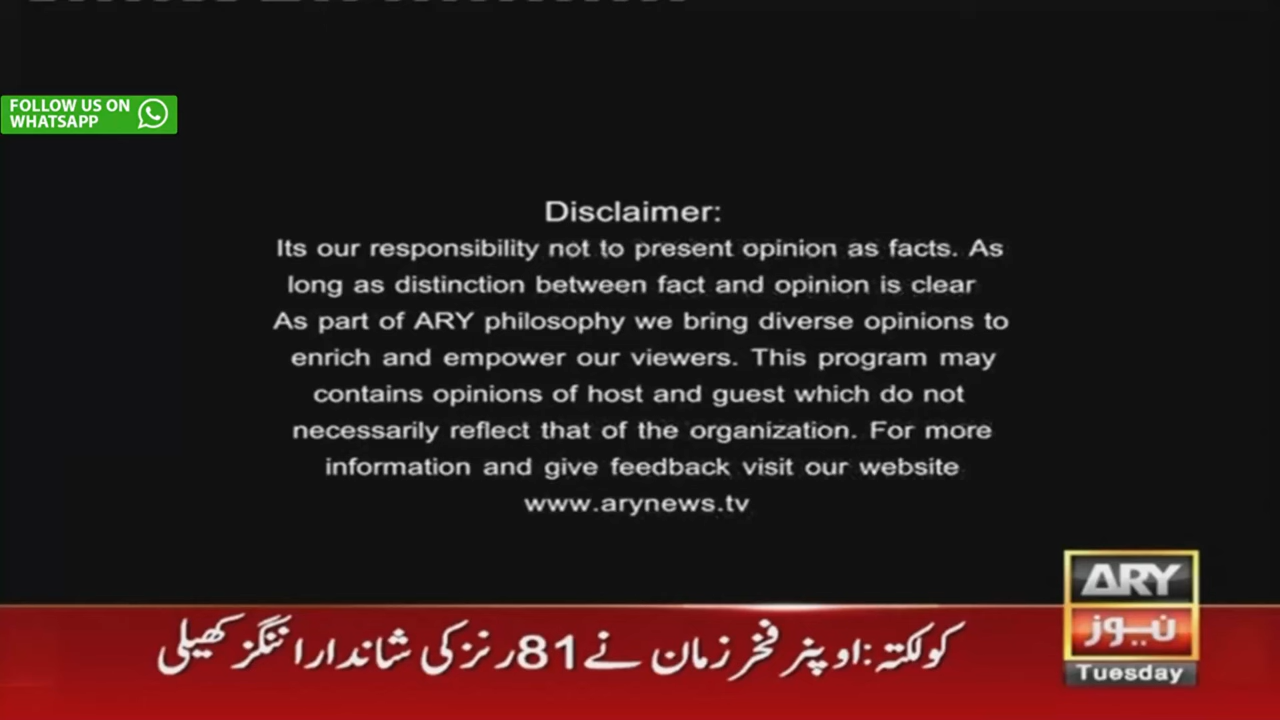 FOLLOW US ON
WHATSAPP
Disclaimer:
Its our responsibility not to present opinion as facts. As
long as distinction between fact and opinion is clear
As part of ARY philosophy we bring diverse opinions to
enrich and empower our viewers. This program may
contains opinions of host and guest which do not
necessarily reflect that of the organization. For more
information and give feedback visit our website
www.arynews.tv
ARY
نیوز
Tuesday
کولکتہ:اوپنر فخر زمان نے 81 رنز کی شاندار اننگز کھیلی